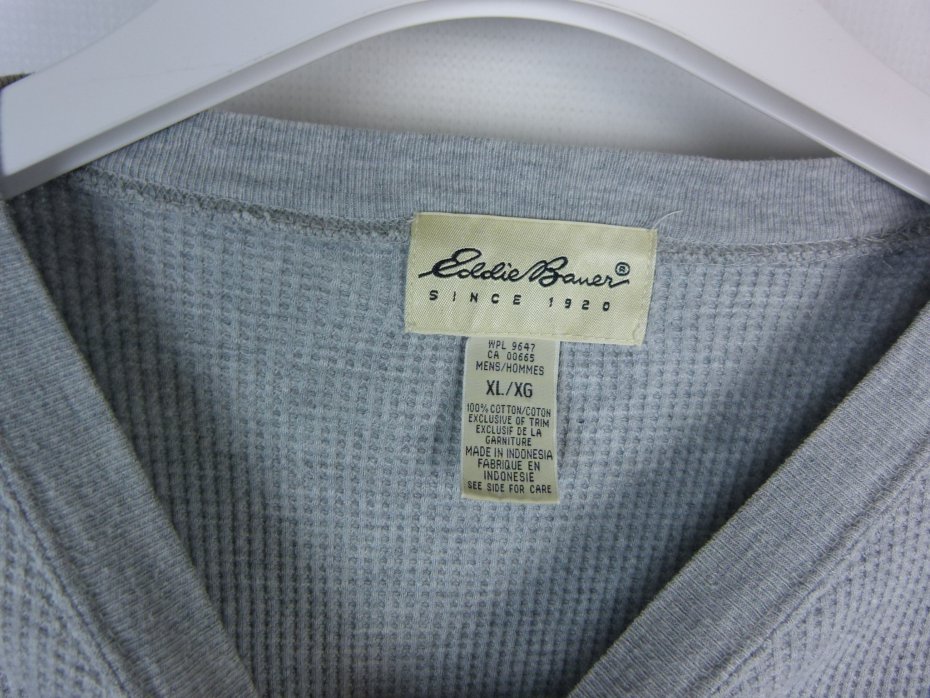 Eddie Bauer®
SINCE 1920
WPL 9647
CA 00665
MENS/HOMMES
XL/XG
100% COTTON/COTON
EXCLUSIVE OF TRIM
EXCLUSIF DE LA
GARNITURE
MADE IN INDONESIA
FABRIQUE EN
INDONESIE
SEE SIDE FOR CARE